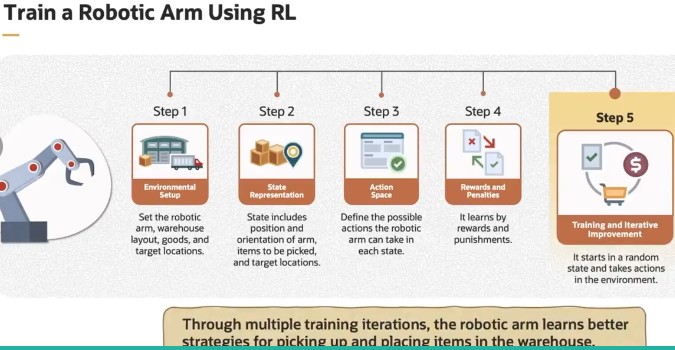 Train a Robotic Arm Using RL
Step 1
Environmental
Setup
Set the robotic
arm, warehouse
layout, goods, and
target locations.
Step 2
State
Representation
State includes
position and
orientation of arm,
items to be picked,
and target locations.
Step 3
Action
Space
Define the possible
actions the robotic
arm can take in
each state.
Step 4
Rewards and
Penalties
It learns by
rewards and
punishments.
Step 5
$
Training and Iterative
Improvement
It starts in a random
state and takes actions
in the environment.
Through multiple training iterations, the robotic arm learns better
strategies for picking up and placing items in the warehouse.